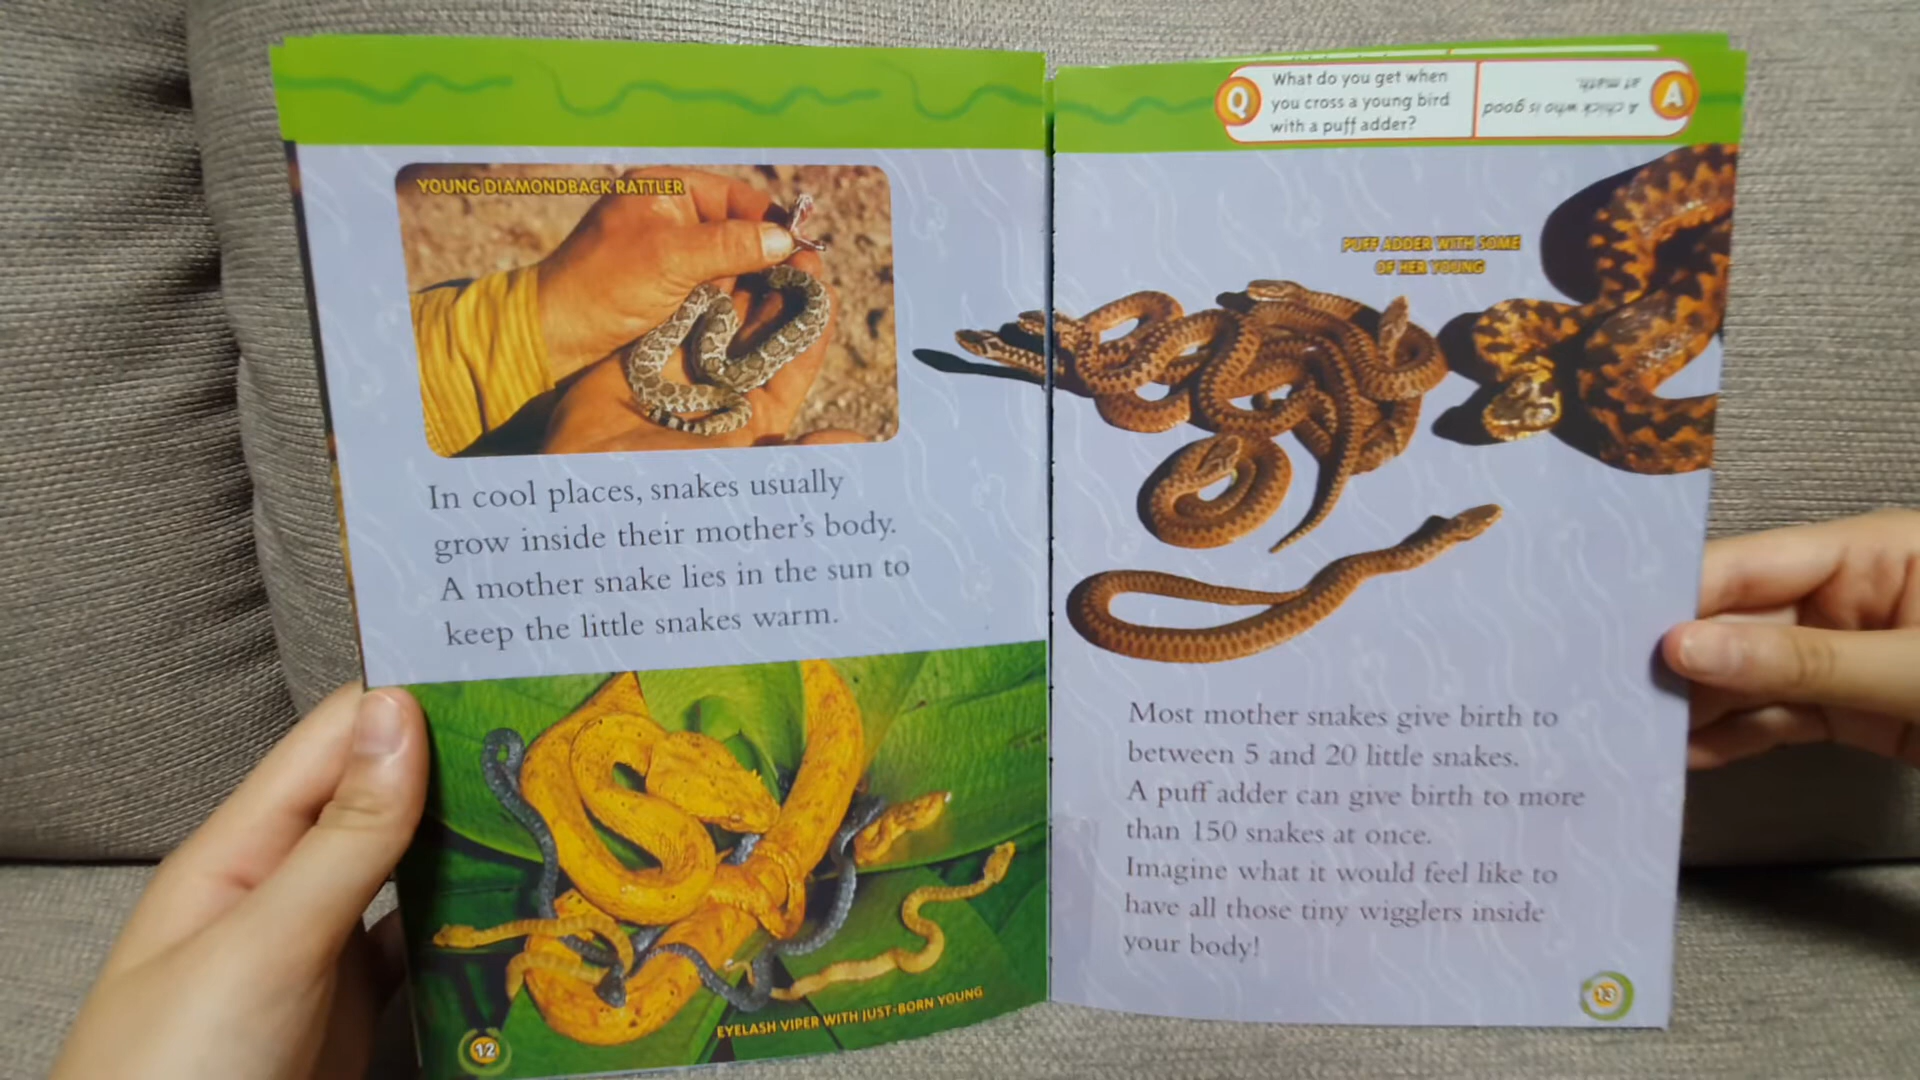 YOUNG DIAMONDBACK RATTLER
In cool places, snakes usually
grow inside their mother's body.
A mother snake lies in the sun to
keep the little snakes warm.
EYELASH VIPER WITH JUST-BORN YOUNG
12
Q
What do you get when
you cross a young bird
with a puff adder?
A
A chick who is good
at math.
PUFF ADDER WITH SOME
OF HER YOUNG
Most mother snakes give birth to
between 5 and 20 little snakes.
A puff adder can give birth to more
than 150 snakes at once.
Imagine what it would feel like to
have all those tiny wigglers inside
your body!
13